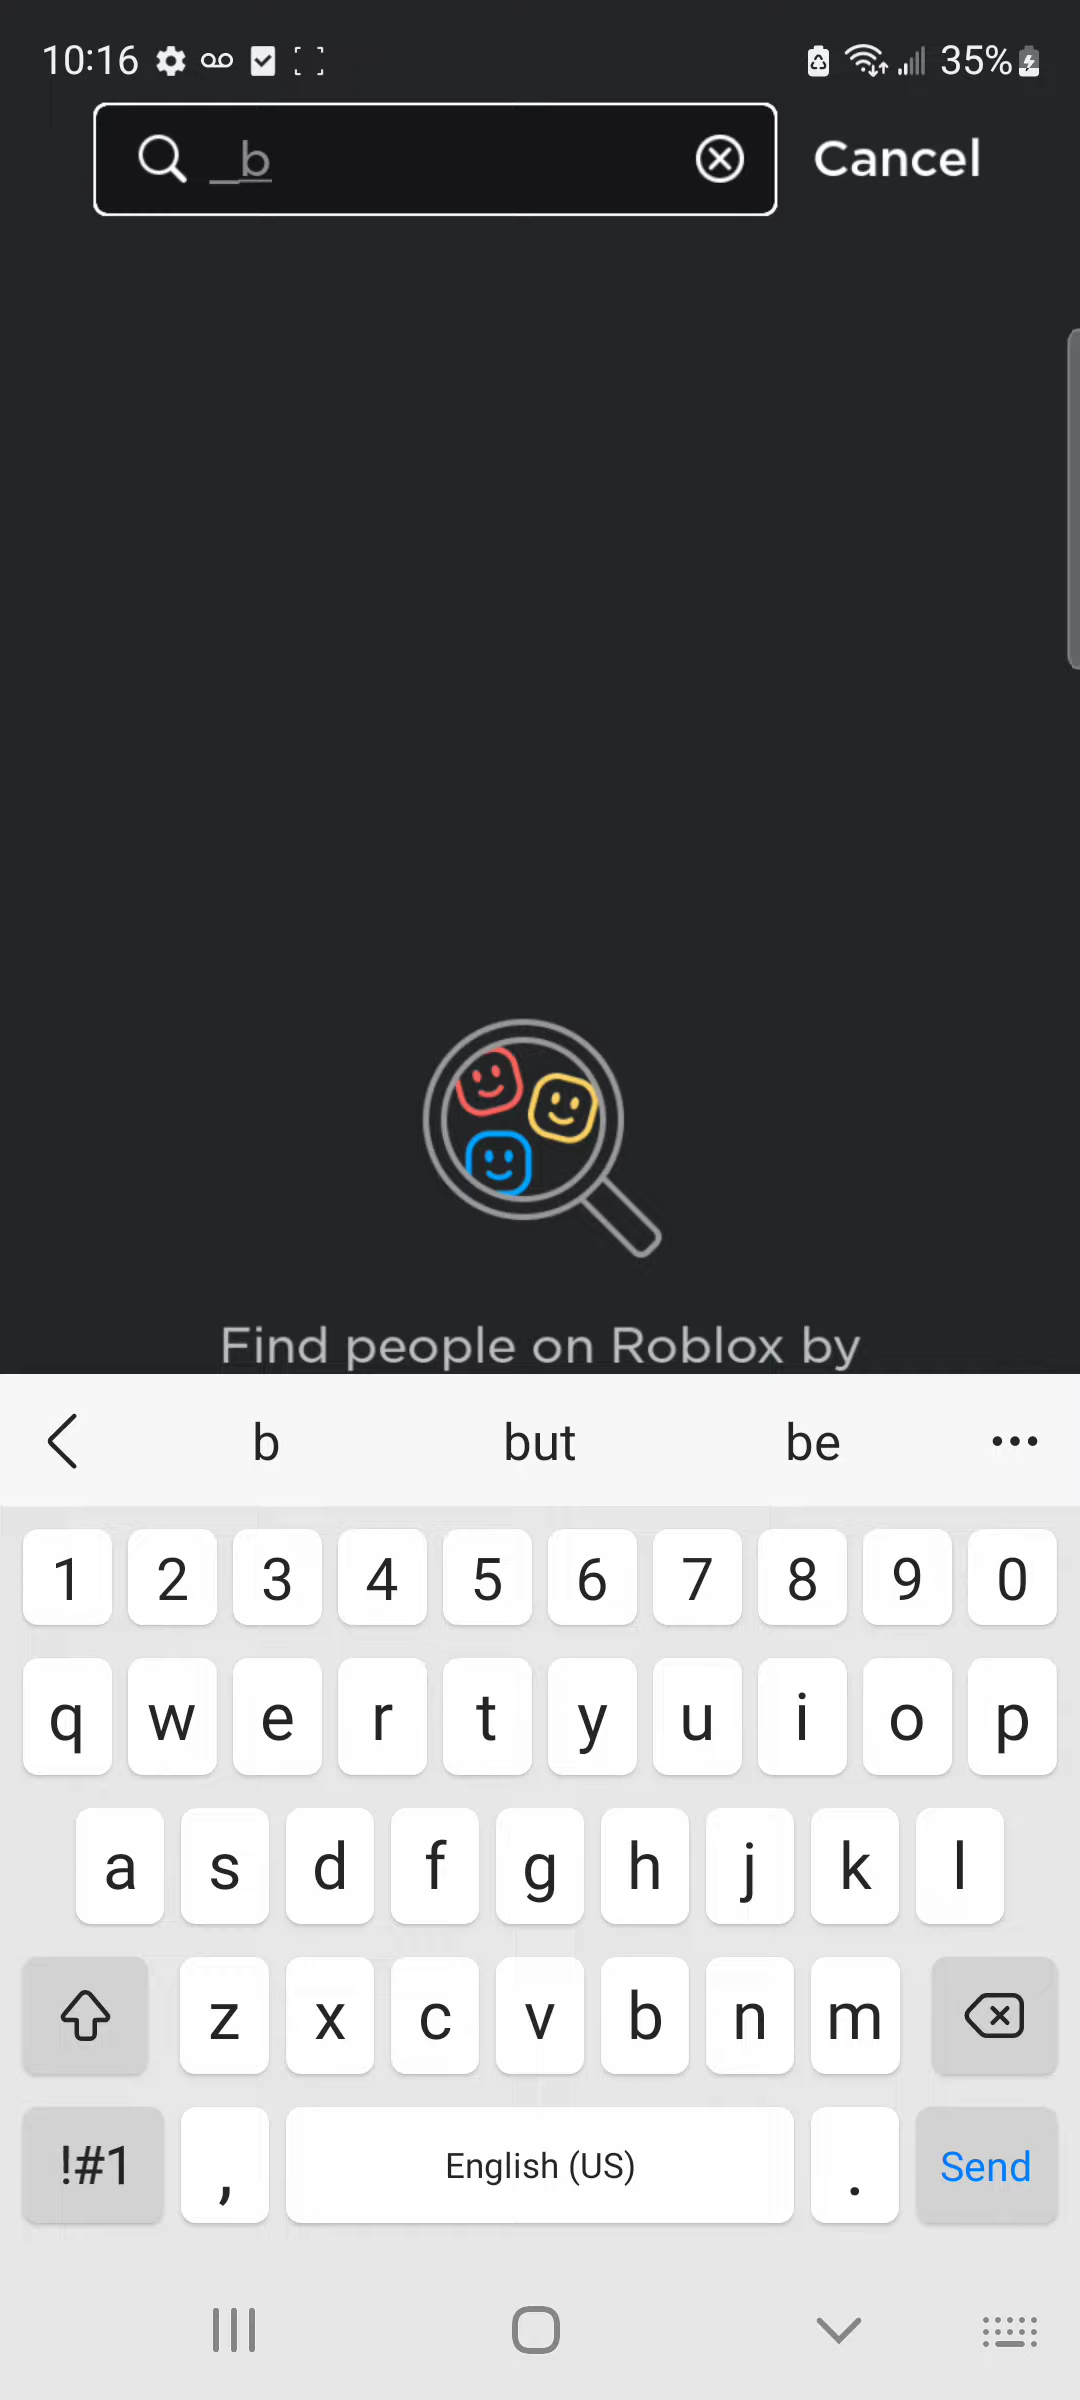 10:16 35%
_b Cancel
Find people on Roblox by
b but be
1 2 3 4 5 6 7 8 9 0
q w e r t y u i o p
a s d f g h j k l
z x c v b n m
!#1 , English (US) . Send